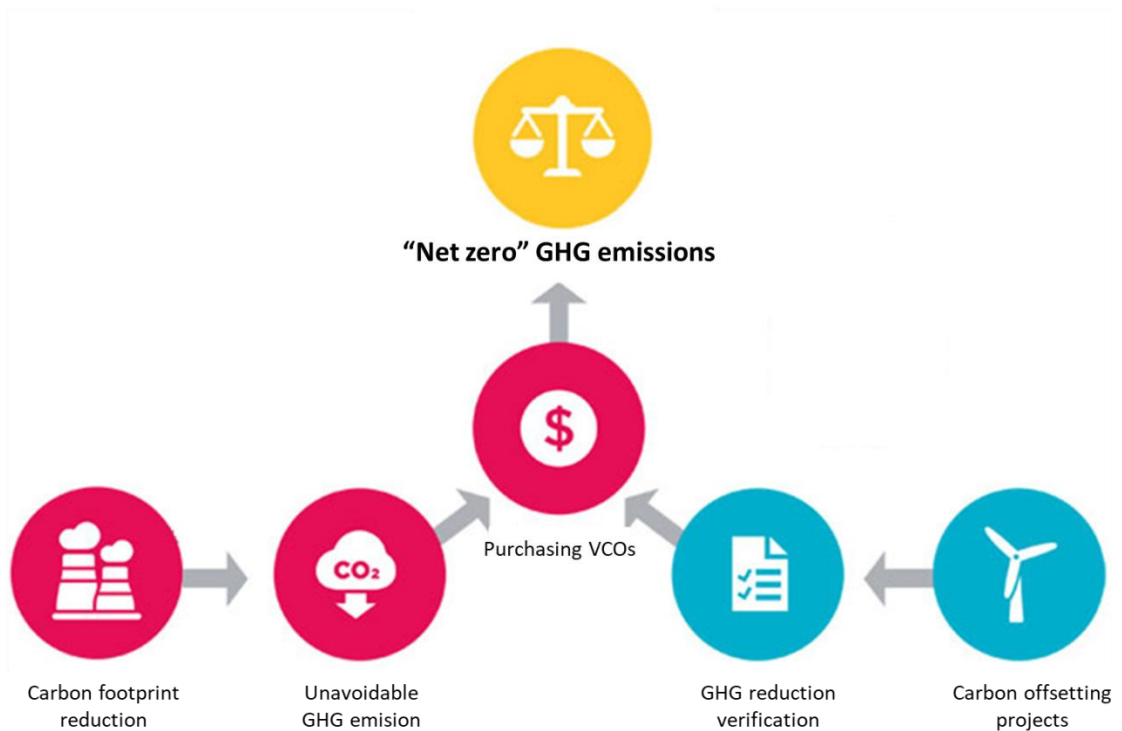 “Net zero” GHG emissions
$
CO₂
Purchasing VCOs
Carbon footprint
reduction
Unavoidable
GHG emision
GHG reduction
verification
Carbon offsetting
projects